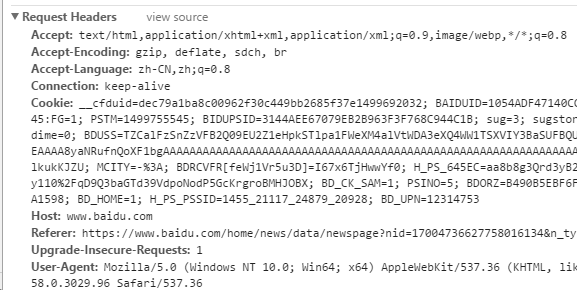 Request Headers view source
Accept: text/html,application/xhtml+xml,application/xml;q=0.9,image/webp,*/*;q=0.8
Accept-Encoding: gzip, deflate, sdch, br
Accept-Language: zh-CN,zh;q=0.8
Connection: keep-alive
Cookie: __cfduid=dec79a1ba8c00962f30c449bb2685f37e1499692032; BAIDUID=1054ADF47140CC
45:FG=1; PSTM=1499755545; BIDUPSID=3144AEE67079EB2B963F3F768C944C1B; sug=3; sugstor
dime=0; BDUSS=TZCalFzSnZzVFB2Q09EU2Z1eHpkSTlpa1FWeXM4alVtWDA3eXQ4WW1TSXVIY3BaSUFBQU
EAAAA8yaNRufnQoXF1bgAAAAAAAAAAAAAAAAAAAAAAAAAAAAAAAAAAAAAAAAAAAAAAAAAAAAAAAAAAAAAAA
lkukKJZU; MCITY=-%3A; BDRCVFR[feWj1Vr5u3D]=I67x6TjHwwYf0; H_PS_645EC=aa8b8g3Qrd3yB2
y110%2FqD9Q3baGTd39VdpoNodP5GcKrgroBMHJOBX; BD_CK_SAM=1; PSINO=5; BDORZ=B490B5EBF6F
A1598; BD_HOME=1; H_PS_PSSID=1455_21117_24879_20928; BD_UPN=12314753
Host: www.baidu.com
Referer: https://www.baidu.com/home/news/data/newspage?nid=17004736627758016134&n_ty
Upgrade-Insecure-Requests: 1
User-Agent: Mozilla/5.0 (Windows NT 10.0; Win64; x64) AppleWebKit/537.36 (KHTML, lik
58.0.3029.96 Safari/537.36